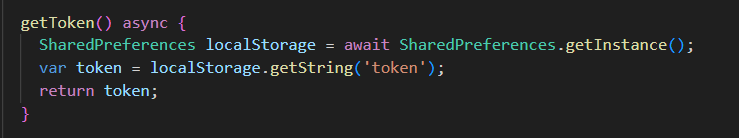 getToken() async {
SharedPreferences localStorage = await SharedPreferences.getInstance();
var token = localStorage.getString('token');
return token;
}